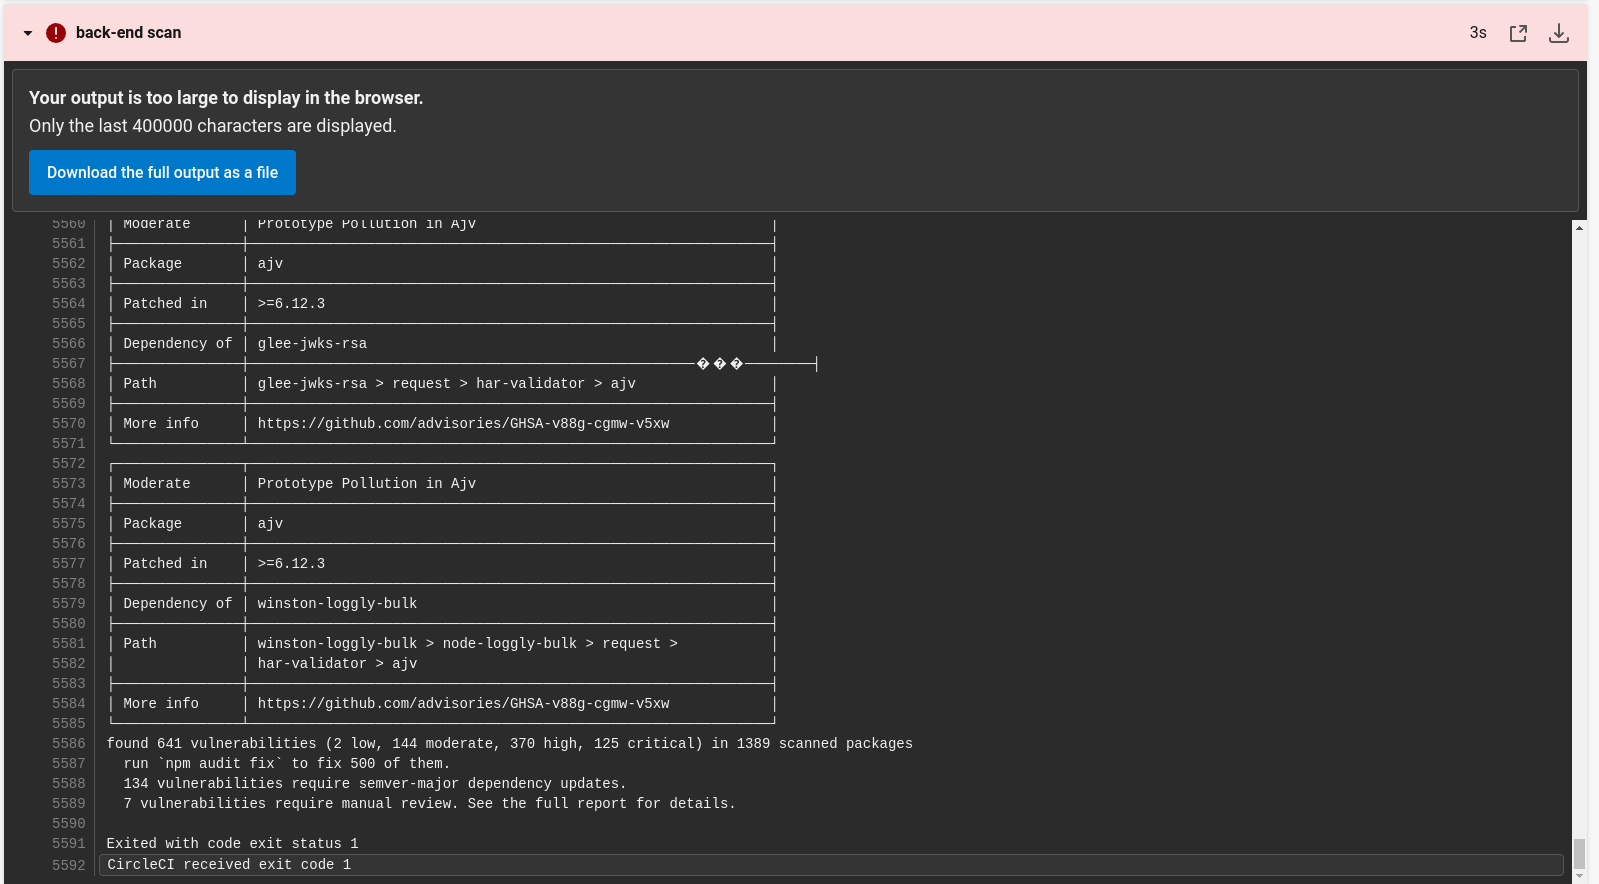 back-end scan
3s
Your output is too large to display in the browser.
Only the last 400000 characters are displayed.
Download the full output as a file
5560 │ Moderate │ Prototype Pollution in Ajv │
5561
5562 │ Package │ ajv │
5563
5564 │ Patched in │ >=6.12.3 │
5565
5566 │ Dependency of │ glee-jwks-rsa │
5567 ���
5568 │ Path │ glee-jwks-rsa > request > har-validator > ajv │
5569
5570 │ More info │ https://github.com/advisories/GHSA-v88g-cgmw-v5xw │
5571
5572
5573 │ Moderate │ Prototype Pollution in Ajv │
5574
5575 │ Package │ ajv │
5576
5577 │ Patched in │ >=6.12.3 │
5578
5579 │ Dependency of │ winston-loggly-bulk │
5580
5581 │ Path │ winston-loggly-bulk > node-loggly-bulk > request > │
5582 │ │ har-validator > ajv │
5583
5584 │ More info │ https://github.com/advisories/GHSA-v88g-cgmw-v5xw │
5585
5586 found 641 vulnerabilities (2 low, 144 moderate, 370 high, 125 critical) in 1389 scanned packages
5587 run `npm audit fix` to fix 500 of them.
5588 134 vulnerabilities require semver-major dependency updates.
5589 7 vulnerabilities require manual review. See the full report for details.
5590
5591 Exited with code exit status 1
5592 CircleCI received exit code 1